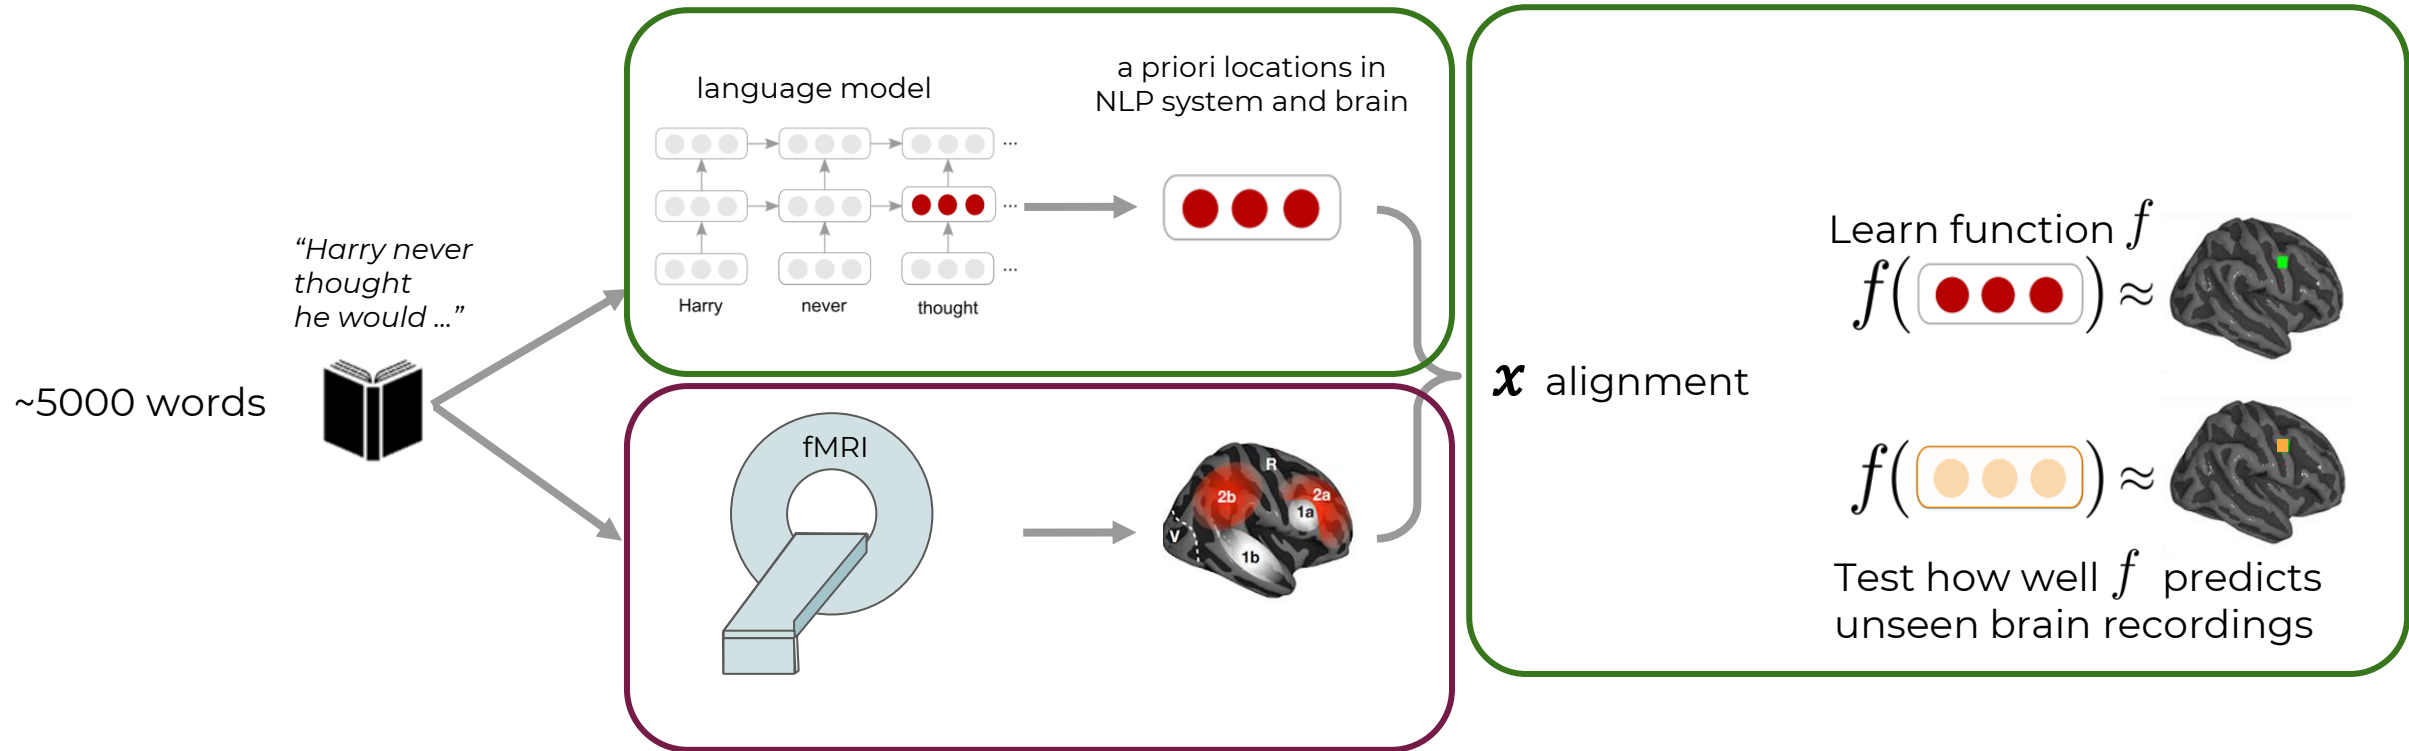 ~5000 words
“Harry never
thought
he would ...”
language model
...
...
...
Harry
never
thought
a priori locations in
NLP system and brain
fMRI
R
2b
2a
1a
V
1b
x alignment
Learn function f
f( ) ≈
f( ) ≈
Test how well f predicts
unseen brain recordings